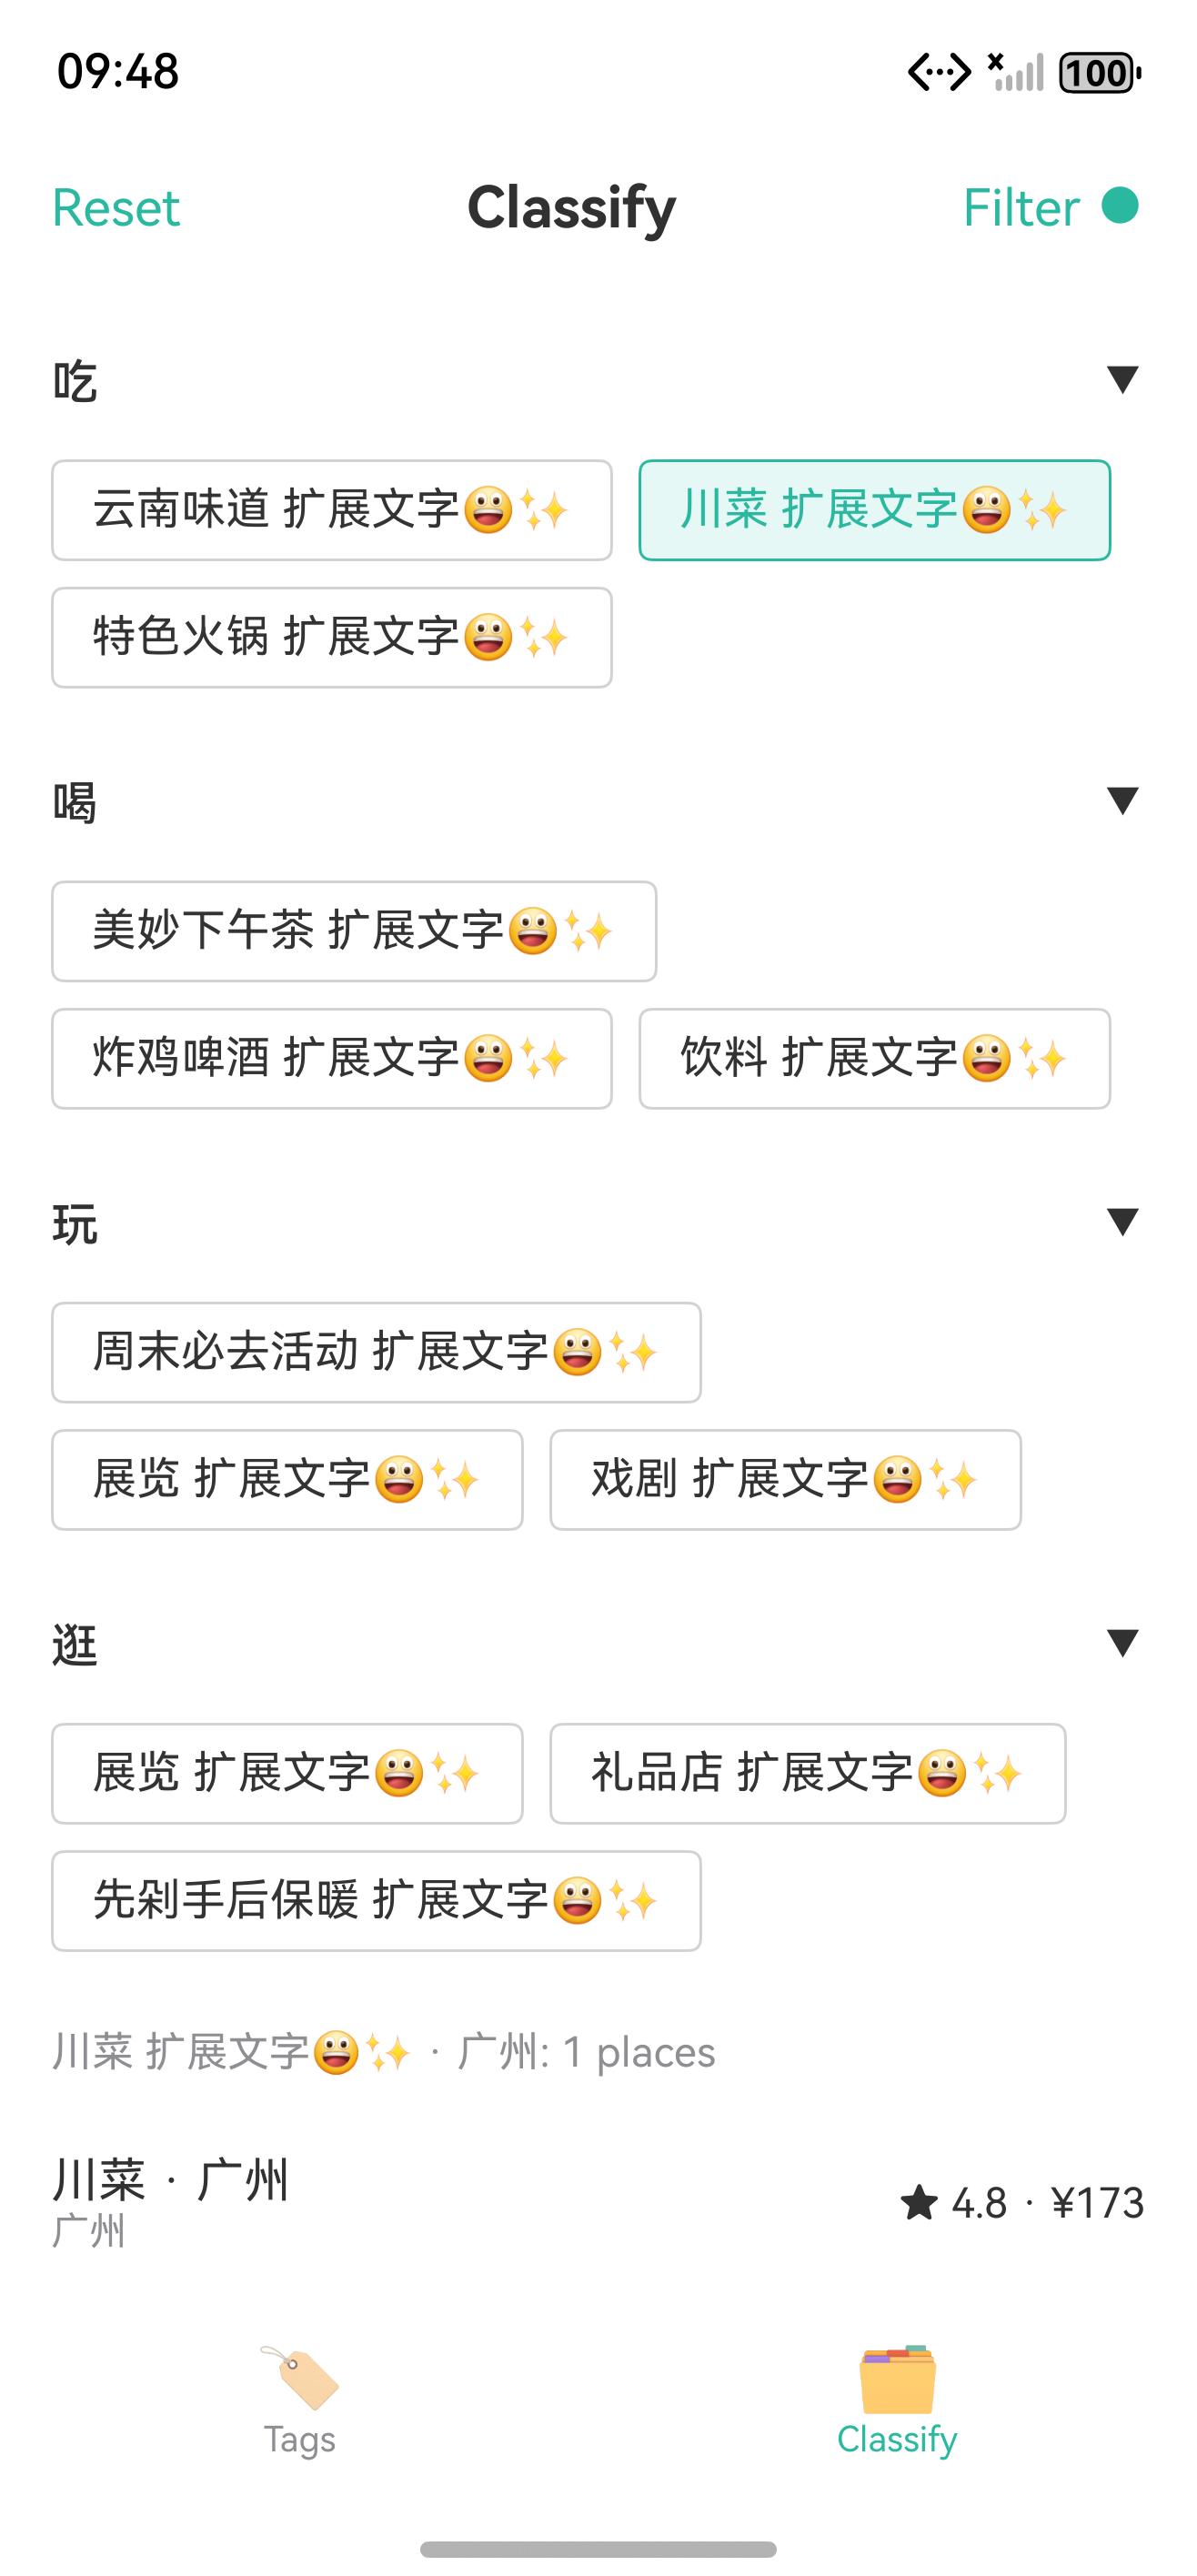 09:48
100
Reset Classify Filter
吃 ▼
云南味道 扩展文字😀✨ 川菜 扩展文字😀✨
特色火锅 扩展文字😀✨
喝 ▼
美妙下午茶 扩展文字😀✨
炸鸡啤酒 扩展文字😀✨ 饮料 扩展文字😀✨
玩 ▼
周末必去活动 扩展文字😀✨
展览 扩展文字😀✨ 戏剧 扩展文字😀✨
逛 ▼
展览 扩展文字😀✨ 礼品店 扩展文字😀✨
先剁手后保暖 扩展文字😀✨
川菜 扩展文字😀✨ · 广州: 1 places
川菜 · 广州
广州
★ 4.8 · ¥173
Tags Classify